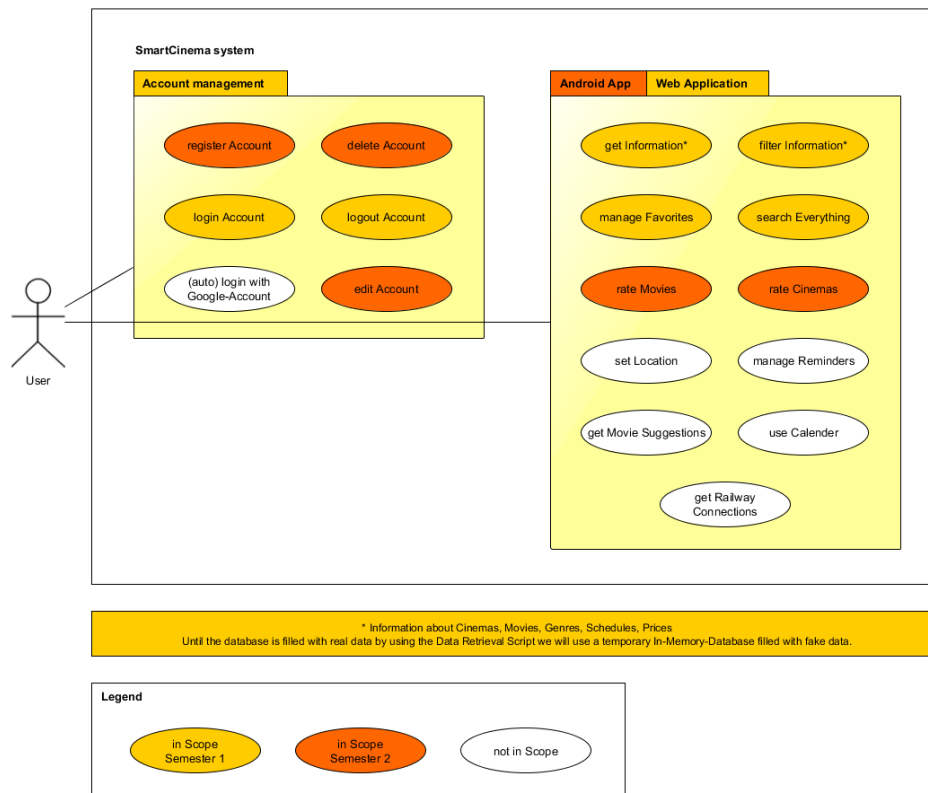 SmartCinema system
Account management
register Account
delete Account
login Account
logout Account
(auto) login with
Google-Account
edit Account
Android App
Web Application
get Information*
filter Information*
manage Favorites
search Everything
rate Movies
rate Cinemas
set Location
manage Reminders
get Movie Suggestions
use Calender
get Railway
Connections
User
* Information about Cinemas, Movies, Genres, Schedules, Prices
Until the database is filled with real data by using the Data Retrieval Script we will use a temporary In-Memory-Database filled with fake data.
Legend
in Scope
Semester 1
in Scope
Semester 2
not in Scope